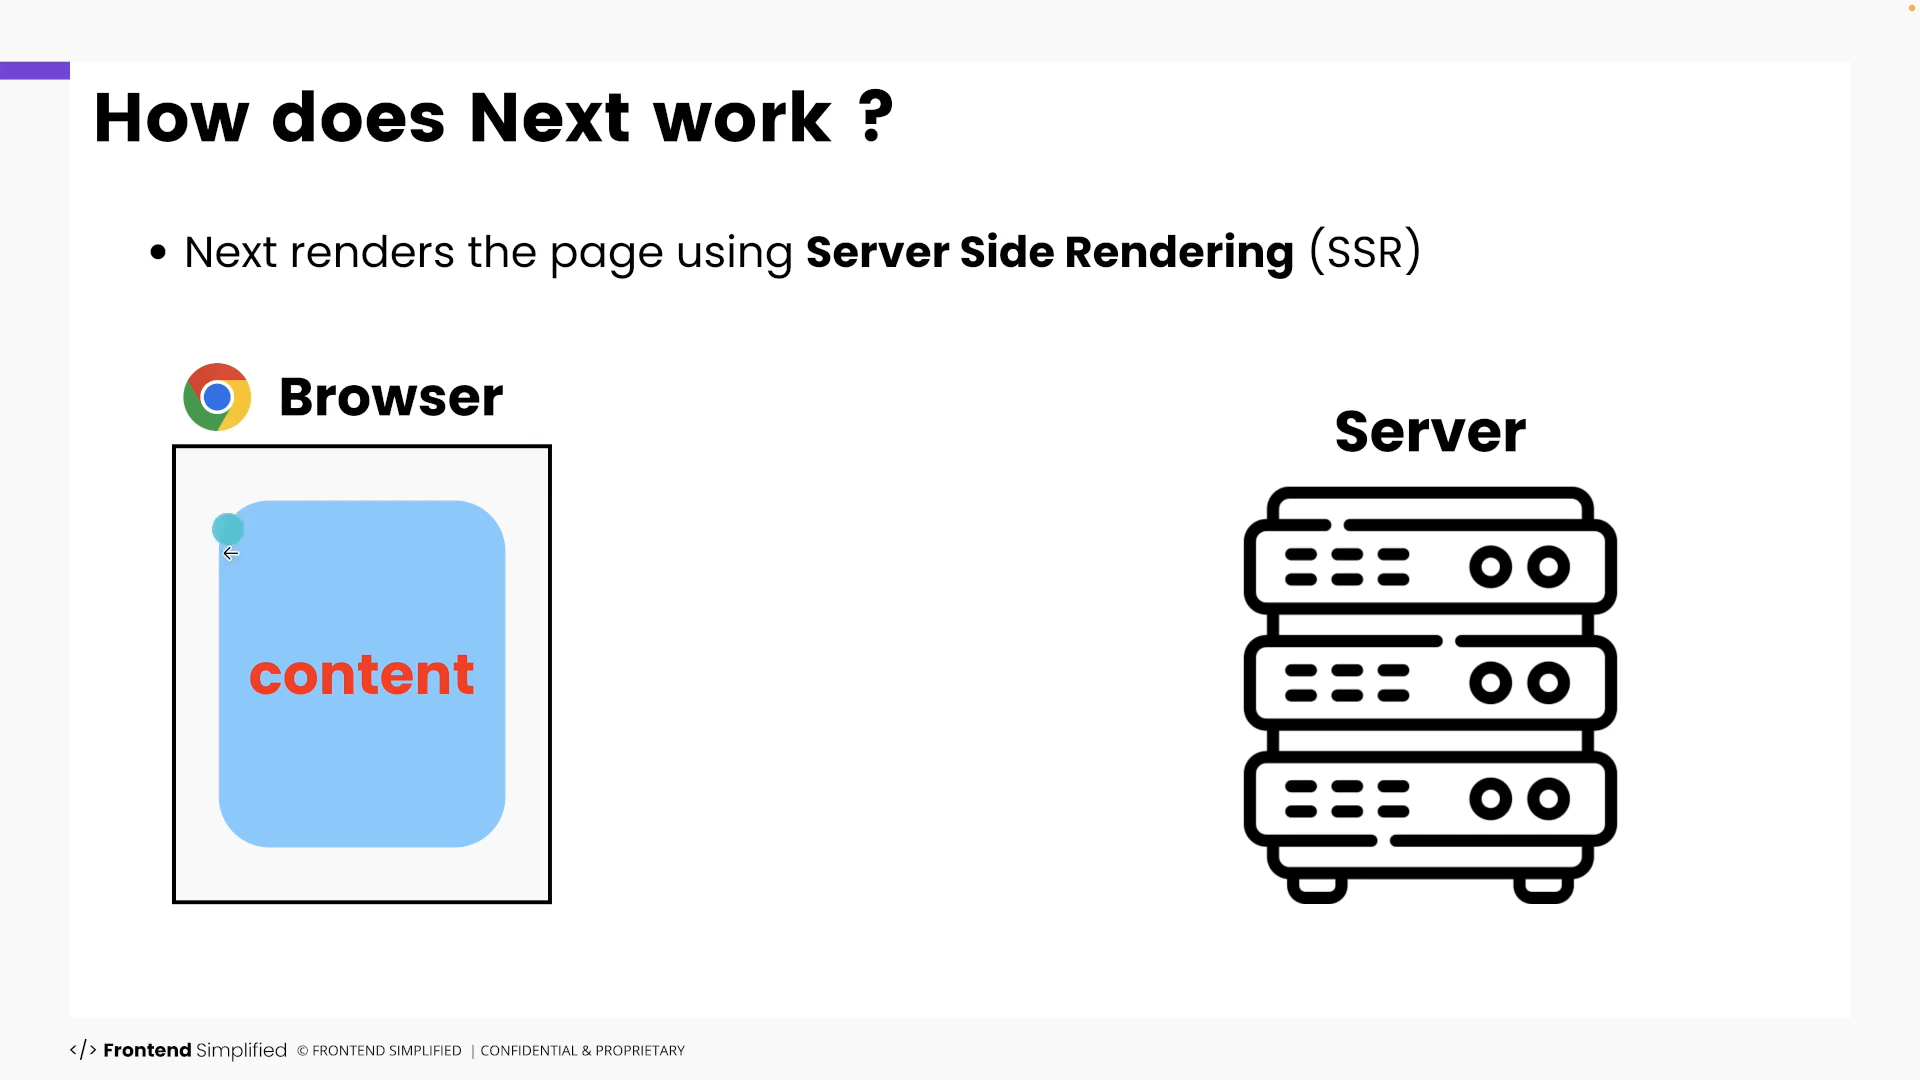 How does Next work ?
• Next renders the page using Server Side Rendering (SSR)
Browser
Server
content
</> Frontend Simplified © FRONTEND SIMPLIFIED | CONFIDENTIAL & PROPRIETARY